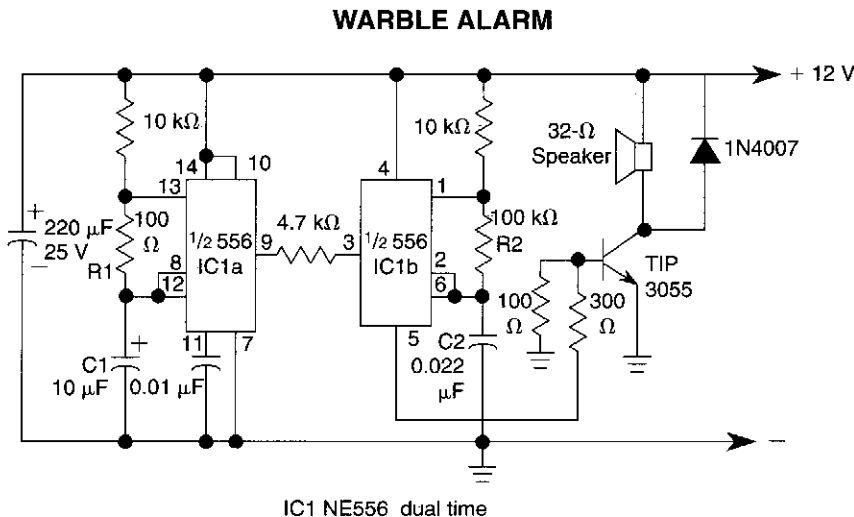 WARBLE ALARM
+ 12 V
10 kΩ
14
10
13
100
Ω
R1
220 µF
25 V
+
−
8
12
½ 556
IC1a
9
4.7 kΩ
3
11
7
C1
+
10 µF
0.01 µF
4
1
10 kΩ
½ 556
IC1b
100 kΩ
R2
2
6
5
C2
0.022
µF
32-Ω
Speaker
1N4007
TIP
3055
100
Ω
300
Ω
−
IC1 NE556 dual time